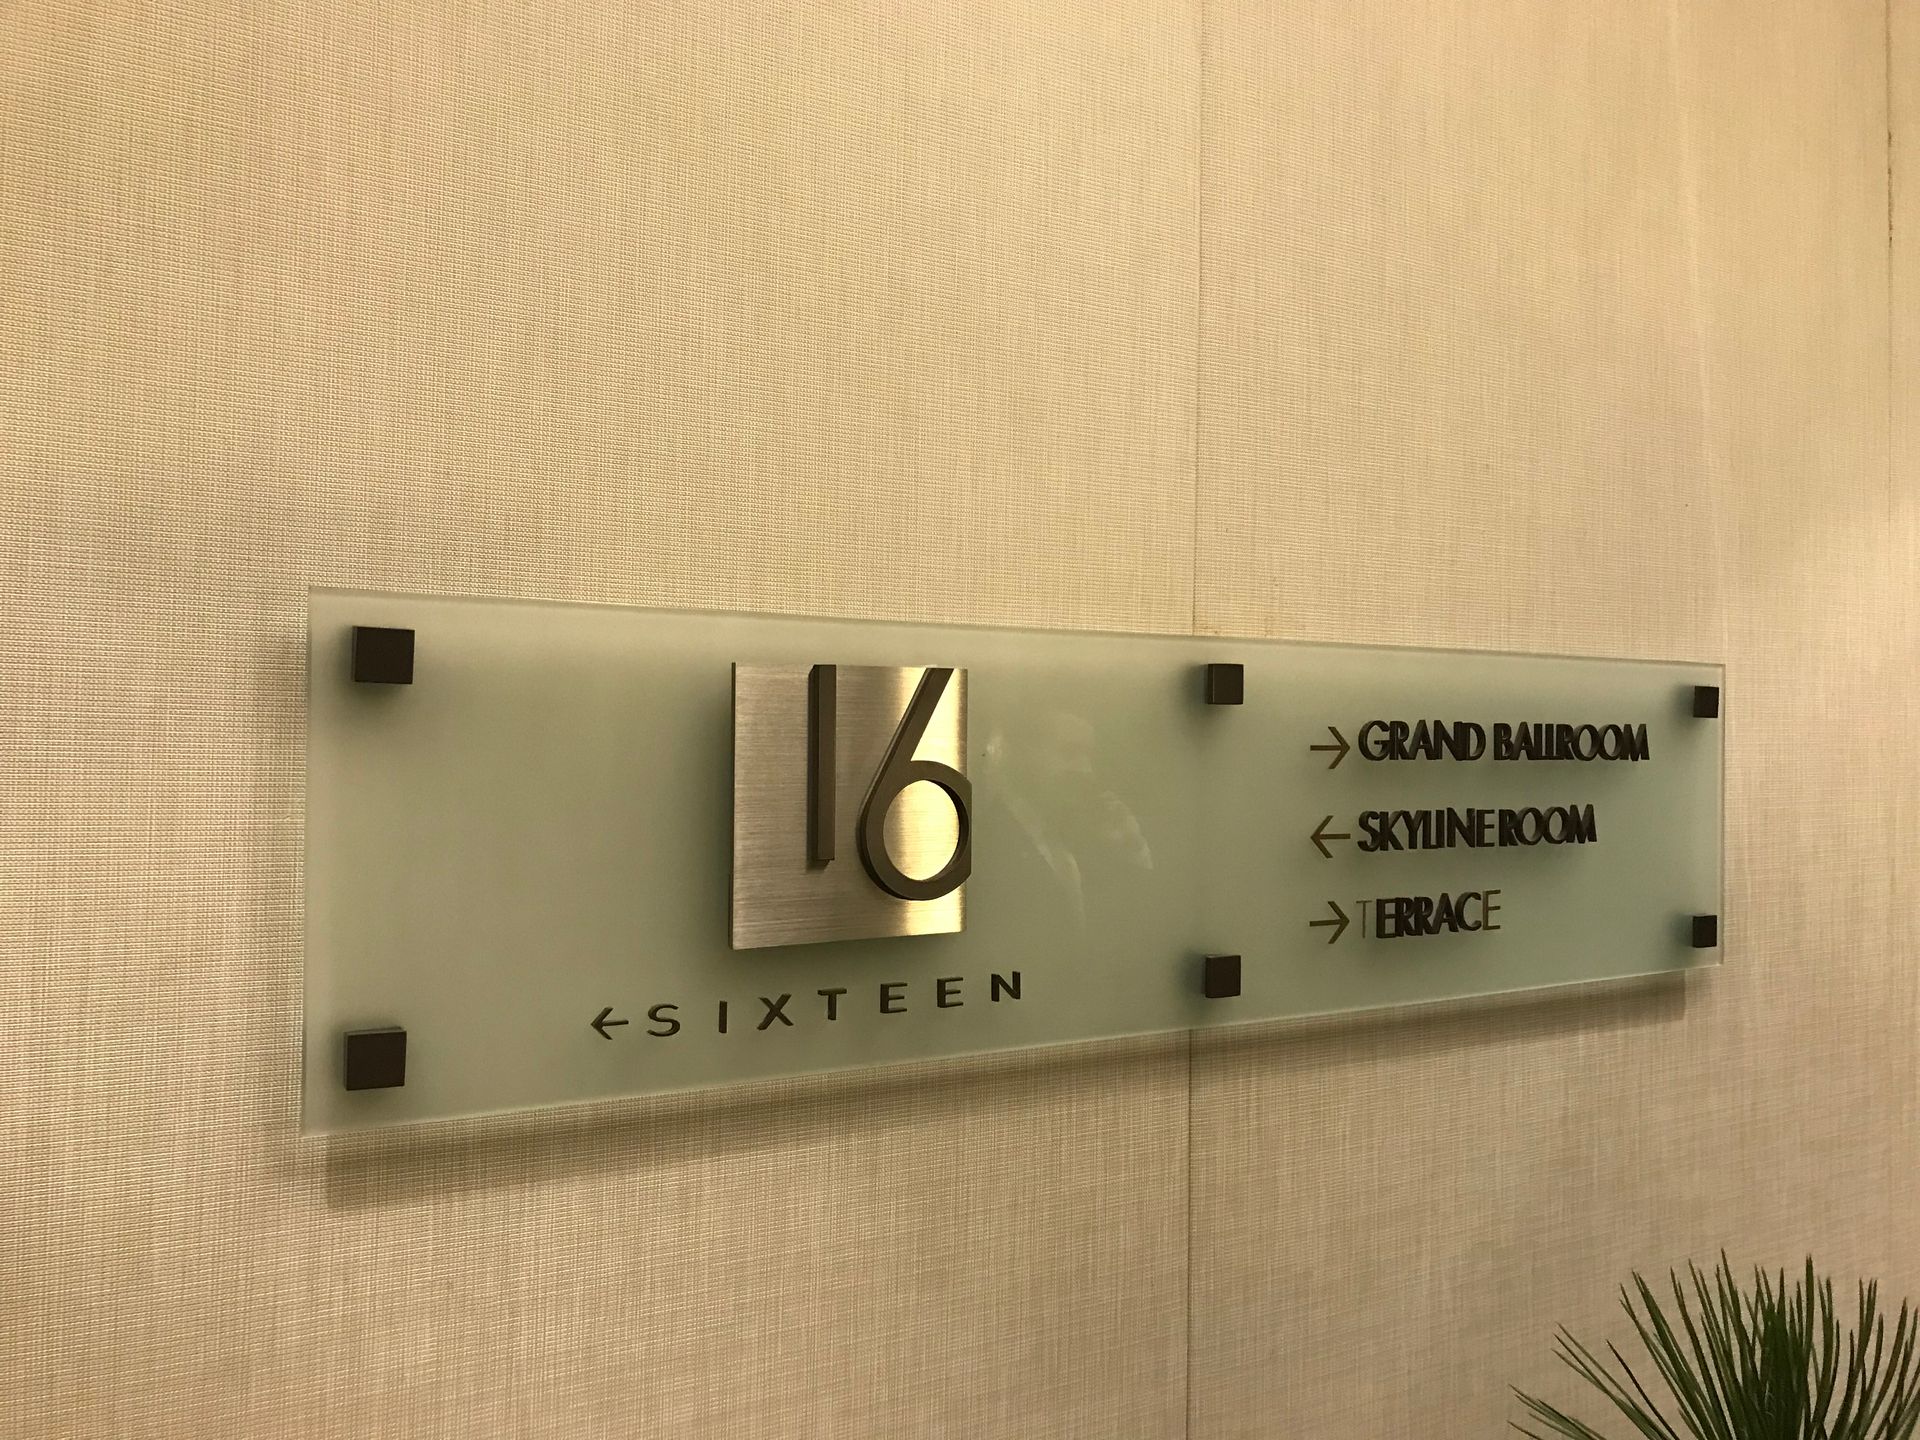 16
←SIXTEEN
→GRAND BALLROOM
←SKYLINE ROOM
→TERRACE